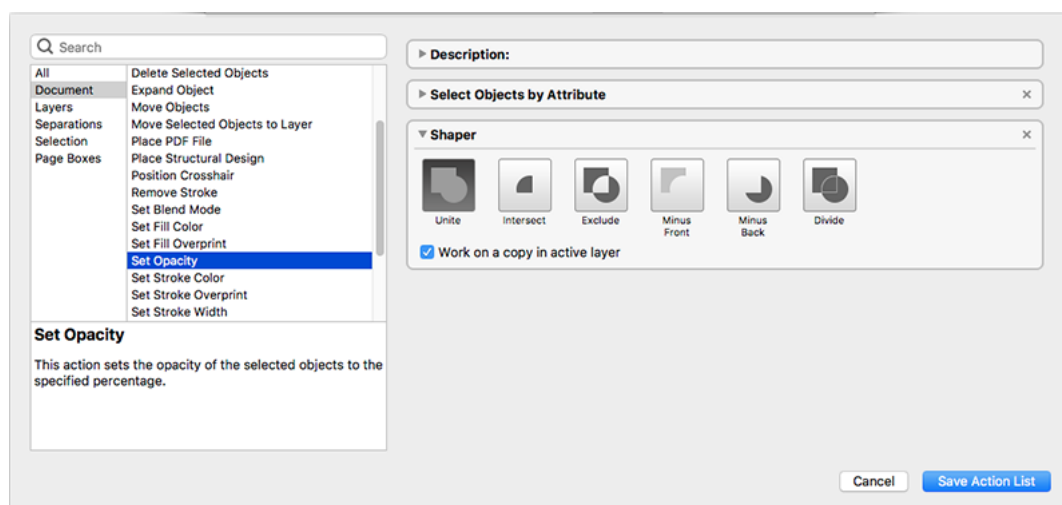 Search
All
Document
Layers
Separations
Selection
Page Boxes
Delete Selected Objects
Expand Object
Move Objects
Move Selected Objects to Layer
Place PDF File
Place Structural Design
Position Crosshair
Remove Stroke
Set Blend Mode
Set Fill Color
Set Fill Overprint
Set Opacity
Set Stroke Color
Set Stroke Overprint
Set Stroke Width
Set Opacity
This action sets the opacity of the selected objects to the
specified percentage.
Description:
Select Objects by Attribute
Shaper
Unite
Intersect
Exclude
Minus
Front
Minus
Back
Divide
Work on a copy in active layer
Cancel
Save Action List